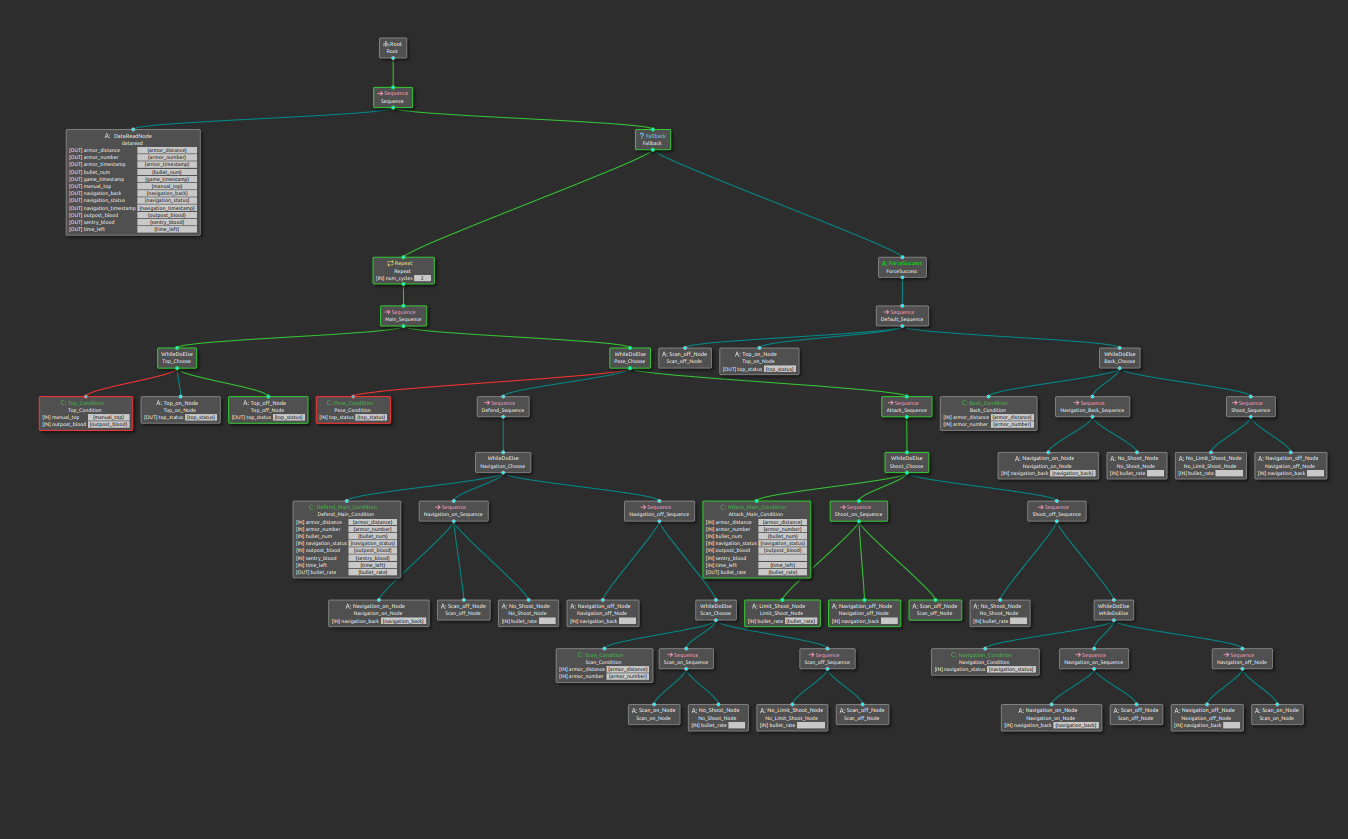 Root
Root
Sequence
Sequence
A: DataReadNode
dataread
[OUT] armor_distance {armor_distance}
[OUT] armor_number {armor_number}
[OUT] armor_timestamp {armor_timestamp}
[OUT] bullet_num {bullet_num}
[OUT] game_timestamp {game_timestamp}
[OUT] manual_top {manual_top}
[OUT] navigation_back {navigation_back}
[OUT] navigation_status {navigation_status}
[OUT] navigation_timestamp {navigation_timestamp}
[OUT] outpost_blood {outpost_blood}
[OUT] sentry_blood {sentry_blood}
[OUT] time_left {time_left}
? Fallback
Fallback
Repeat
Repeat
[IN] num_cycles
A: ForceSuccess
ForceSuccess
Sequence
Main_Sequence
Sequence
Default_Sequence
WhileDoElse
Top_Choose
WhileDoElse
Pose_Choose
A: Scan_off_Node
Scan_off_Node
A: Top_on_Node
Top_on_Node
[OUT] top_status {top_status}
WhileDoElse
Back_Choose
C: Top_Condition
Top_Condition
[IN] manual_top {manual_top}
[IN] outpost_blood {outpost_blood}
A: Top_on_Node
Top_on_Node
[OUT] top_status {top_status}
A: Top_off_Node
Top_off_Node
[OUT] top_status {top_status}
C: Pose_Condition
Pose_Condition
[IN] top_status {top_status}
Sequence
Defend_Sequence
Sequence
Attack_Sequence
C: Back_Condition
Back_Condition
[IN] armor_distance {armor_distance}
[IN] armor_number {armor_number}
Sequence
Navigation_Back_Sequence
Sequence
Shoot_Sequence
WhileDoElse
Navigation_Choose
WhileDoElse
Shoot_Choose
A: Navigation_on_Node
Navigation_on_Node
[IN] navigation_back {navigation_back}
A: No_Shoot_Node
No_Shoot_Node
[IN] bullet_rate
A: No_Limit_Shoot_Node
No_Limit_Shoot_Node
[IN] bullet_rate
A: Navigation_off_Node
Navigation_off_Node
[IN] navigation_back
C: Defend_Main_Condition
Defend_Main_Condition
[IN] armor_distance {armor_distance}
[IN] armor_number {armor_number}
[IN] bullet_num {bullet_num}
[IN] navigation_status {navigation_status}
[IN] outpost_blood {outpost_blood}
[IN] sentry_blood {sentry_blood}
[IN] time_left {time_left}
[OUT] bullet_rate {bullet_rate}
Sequence
Navigation_on_Sequence
Sequence
Navigation_off_Sequence
C: Attack_Main_Condition
Attack_Main_Condition
[IN] armor_distance {armor_distance}
[IN] armor_number {armor_number}
[IN] bullet_num {bullet_num}
[IN] navigation_status {navigation_status}
[IN] outpost_blood {outpost_blood}
[IN] sentry_blood
[IN] time_left {time_left}
[OUT] bullet_rate {bullet_rate}
Sequence
Shoot_on_Sequence
Sequence
Shoot_off_Sequence
A: Navigation_on_Node
Navigation_on_Node
[IN] navigation_back {navigation_back}
A: Scan_off_Node
Scan_off_Node
A: No_Shoot_Node
No_Shoot_Node
[IN] bullet_rate
A: Navigation_off_Node
Navigation_off_Node
[IN] navigation_back
WhileDoElse
Scan_Choose
A: Limit_Shoot_Node
Limit_Shoot_Node
[IN] bullet_rate {bullet_rate}
A: Navigation_off_Node
Navigation_off_Node
[IN] navigation_back
A: Scan_off_Node
Scan_off_Node
A: No_Shoot_Node
No_Shoot_Node
[IN] bullet_rate
WhileDoElse
WhileDoElse
C: Scan_Condition
Scan_Condition
[IN] armor_distance {armor_distance}
[IN] armor_number {armor_number}
Sequence
Scan_on_Sequence
Sequence
Scan_off_Sequence
C: Navigation_Condition
Navigation_Condition
[IN] navigation_status {navigation_status}
Sequence
Navigation_on_Sequence
Sequence
Navigation_off_Node
A: Scan_on_Node
Scan_on_Node
A: No_Shoot_Node
No_Shoot_Node
[IN] bullet_rate
A: No_Limit_Shoot_Node
No_Limit_Shoot_Node
[IN] bullet_rate
A: Scan_off_Node
Scan_off_Node
A: Navigation_on_Node
Navigation_on_Node
[IN] navigation_back {navigation_back}
A: Scan_off_Node
Scan_off_Node
A: Navigation_off_Node
Navigation_off_Node
[IN] navigation_back
A: Scan_on_Node
Scan_on_Node